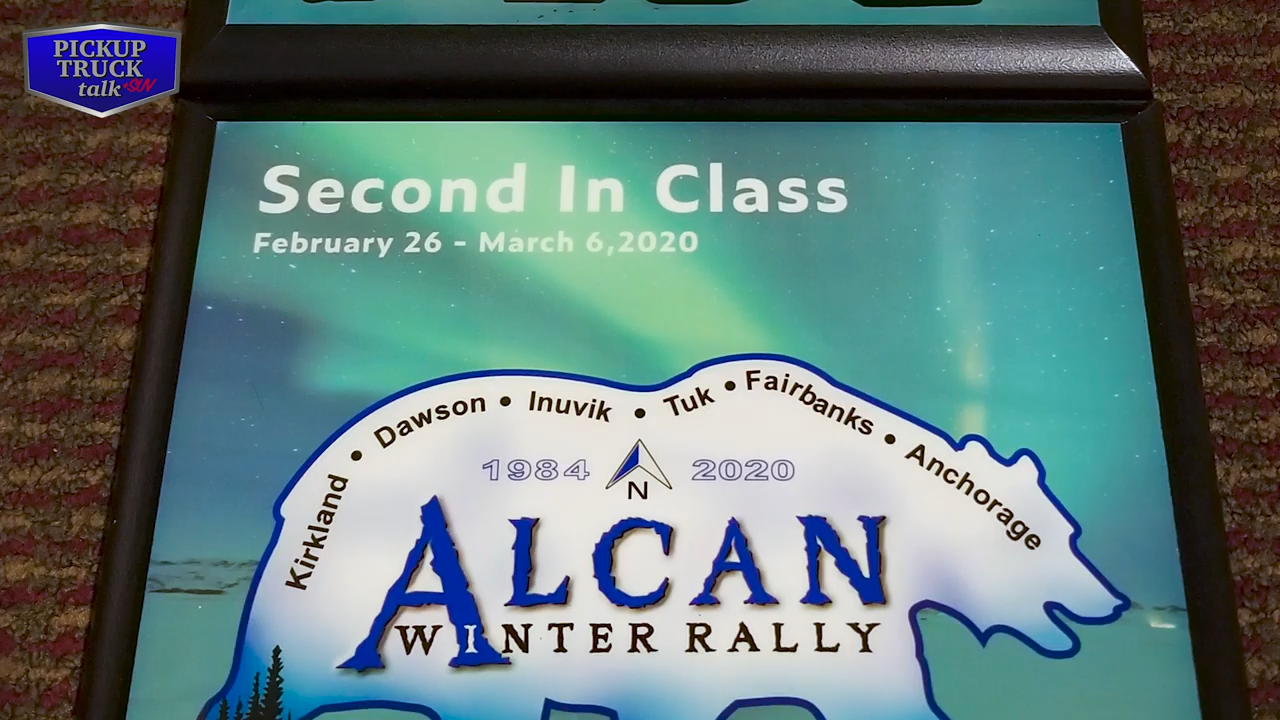 PICKUP
TRUCK
talk +SUV
Second In Class
February 26 - March 6,2020
Kirkland • Dawson • Inuvik • Tuk • Fairbanks • Anchorage
1984 2020
N
ALCAN
WINTER RALLY